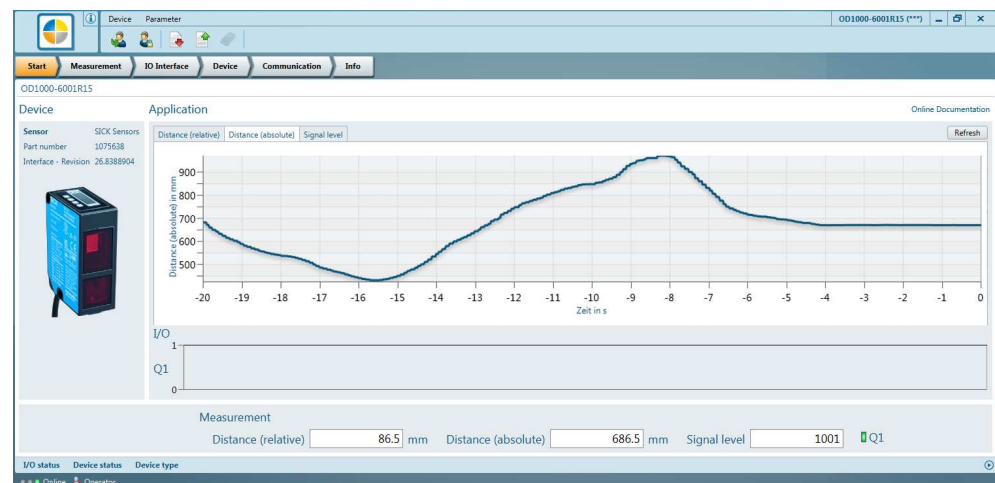 Device Parameter OD1000-6001R15 (***)
Start Measurement IO Interface Device Communication Info
OD1000-6001R15
Device Application Online Documentation
Sensor SICK Sensors
Part number 1075638
Interface - Revision 26.8388904
Distance (relative) Distance (absolute) Signal level Refresh
Distance (absolute) in mm
900
800
700
600
500
-20 -19 -18 -17 -16 -15 -14 -13 -12 -11 -10 -9 -8 -7 -6 -5 -4 -3 -2 -1 0
Zeit in s
I/O
1
Q1
0
Measurement
Distance (relative) 86.5 mm Distance (absolute) 686.5 mm Signal level 1001 Q1
I/O status Device status Device type
Online Operator